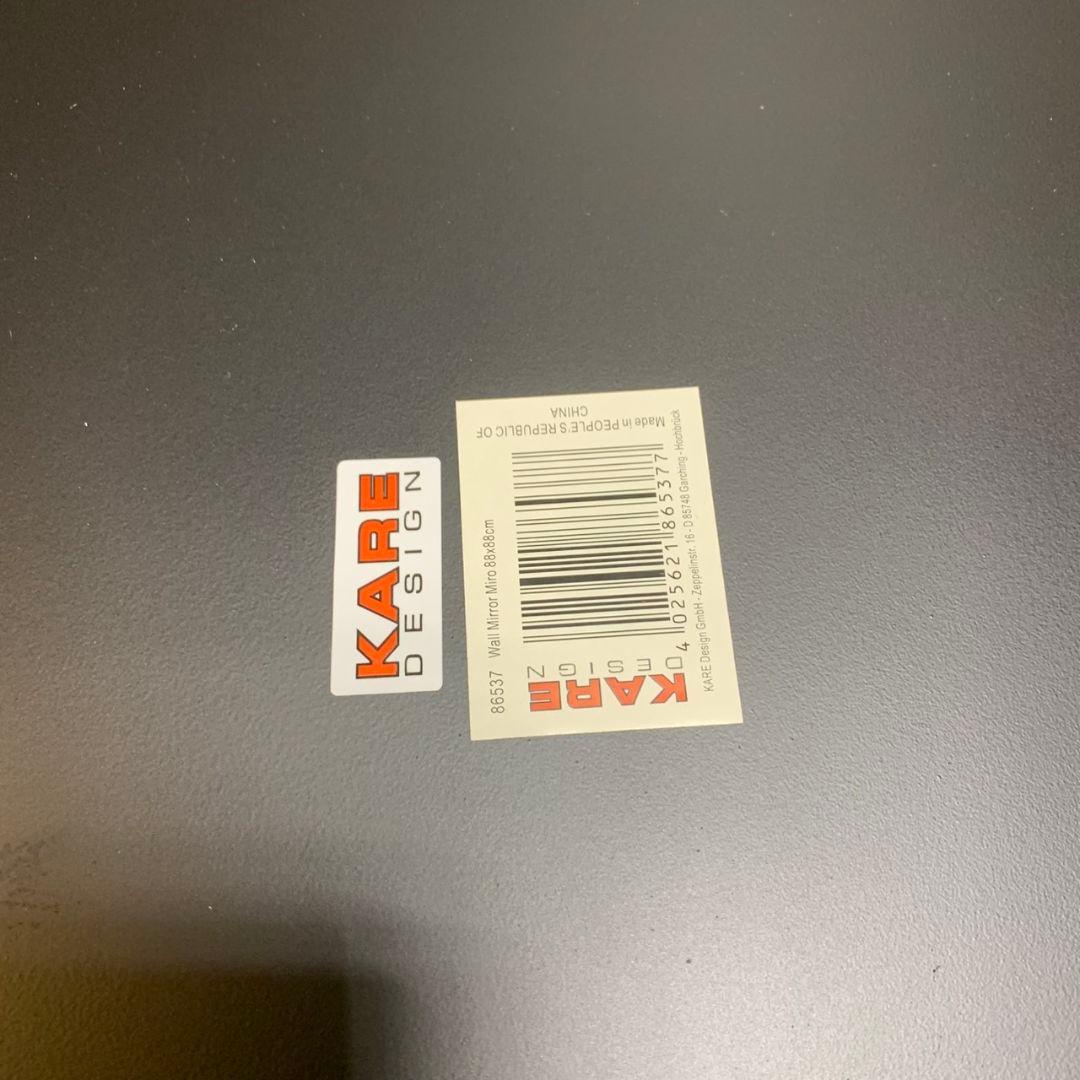 KARE
DESIGN
86537 Wall Mirror Miro 88x88cm
KARE
DESIGN
4 025621 865377
KARE Design GmbH - Zeppelinstr. 16 - D 85748 Garching - Hochbrück
Made in PEOPLE'S REPUBLIC OF
CHINA